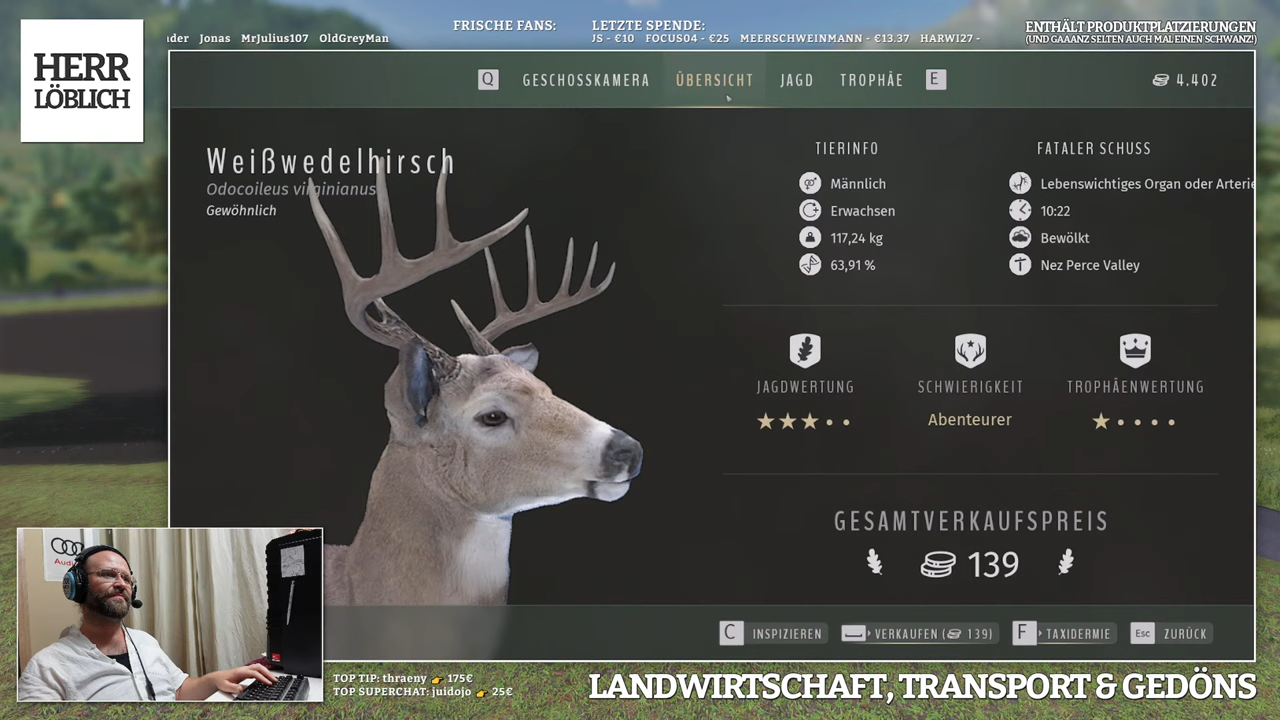 HERR
LÖBLICH
FRISCHE FANS:
nder Jonas MrJulius107 OldGreyMan
LETZTE SPENDE:
JS - €10 FOCUS04 - €25 MEERSCHWEINMANN - €13.37 HARWI27 -
ENTHÄLT PRODUKTPLATZIERUNGEN
(UND GAAANZ SELTEN AUCH MAL EINEN SCHWANZ!)
Q GESCHOSSKAMERA ÜBERSICHT JAGD TROPHÄE E
4.402
Weißwedelhirsch
Odocoileus virginianus
Gewöhnlich
TIERINFO
Männlich
Erwachsen
117,24 kg
63,91 %
FATALER SCHUSS
Lebenswichtiges Organ oder Arterie
10:22
Bewölkt
Nez Perce Valley
JAGDWERTUNG
SCHWIERIGKEIT
Abenteurer
TROPHÄENWERTUNG
GESAMTVERKAUFSPREIS
139
C INSPIZIEREN VERKAUFEN ( 139) F TAXIDERMIE Esc ZURÜCK
Audi
TOP TIP: thraeny 👉 175€
TOP SUPERCHAT: juidojo 👉 25€
LANDWIRTSCHAFT, TRANSPORT & GEDÖNS